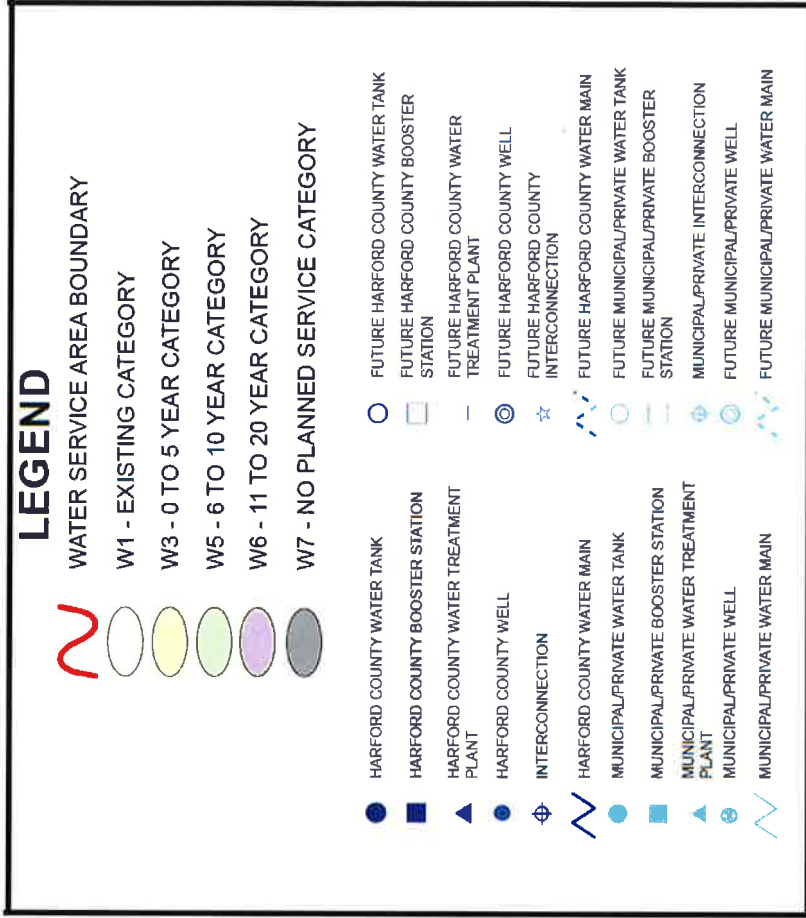 LEGEND
WATER SERVICE AREA BOUNDARY
W1 - EXISTING CATEGORY
W3 - 0 TO 5 YEAR CATEGORY
W5 - 6 TO 10 YEAR CATEGORY
W6 - 11 TO 20 YEAR CATEGORY
W7 - NO PLANNED SERVICE CATEGORY
HARFORD COUNTY WATER TANK
HARFORD COUNTY BOOSTER STATION
HARFORD COUNTY WATER TREATMENT
PLANT
HARFORD COUNTY WELL
INTERCONNECTION
HARFORD COUNTY WATER MAIN
MUNICIPAL/PRIVATE WATER TANK
MUNICIPAL/PRIVATE BOOSTER STATION
MUNICIPAL/PRIVATE WATER TREATMENT
PLANT
MUNICIPAL/PRIVATE WELL
MUNICIPAL/PRIVATE WATER MAIN
FUTURE HARFORD COUNTY WATER TANK
FUTURE HARFORD COUNTY BOOSTER
STATION
FUTURE HARFORD COUNTY WATER
TREATMENT PLANT
FUTURE HARFORD COUNTY WELL
FUTURE HARFORD COUNTY
INTERCONNECTION
FUTURE HARFORD COUNTY WATER MAIN
FUTURE MUNICIPAL/PRIVATE WATER TANK
FUTURE MUNICIPAL/PRIVATE BOOSTER
STATION
MUNICIPAL/PRIVATE INTERCONNECTION
FUTURE MUNICIPAL/PRIVATE WELL
FUTURE MUNICIPAL/PRIVATE WATER MAIN